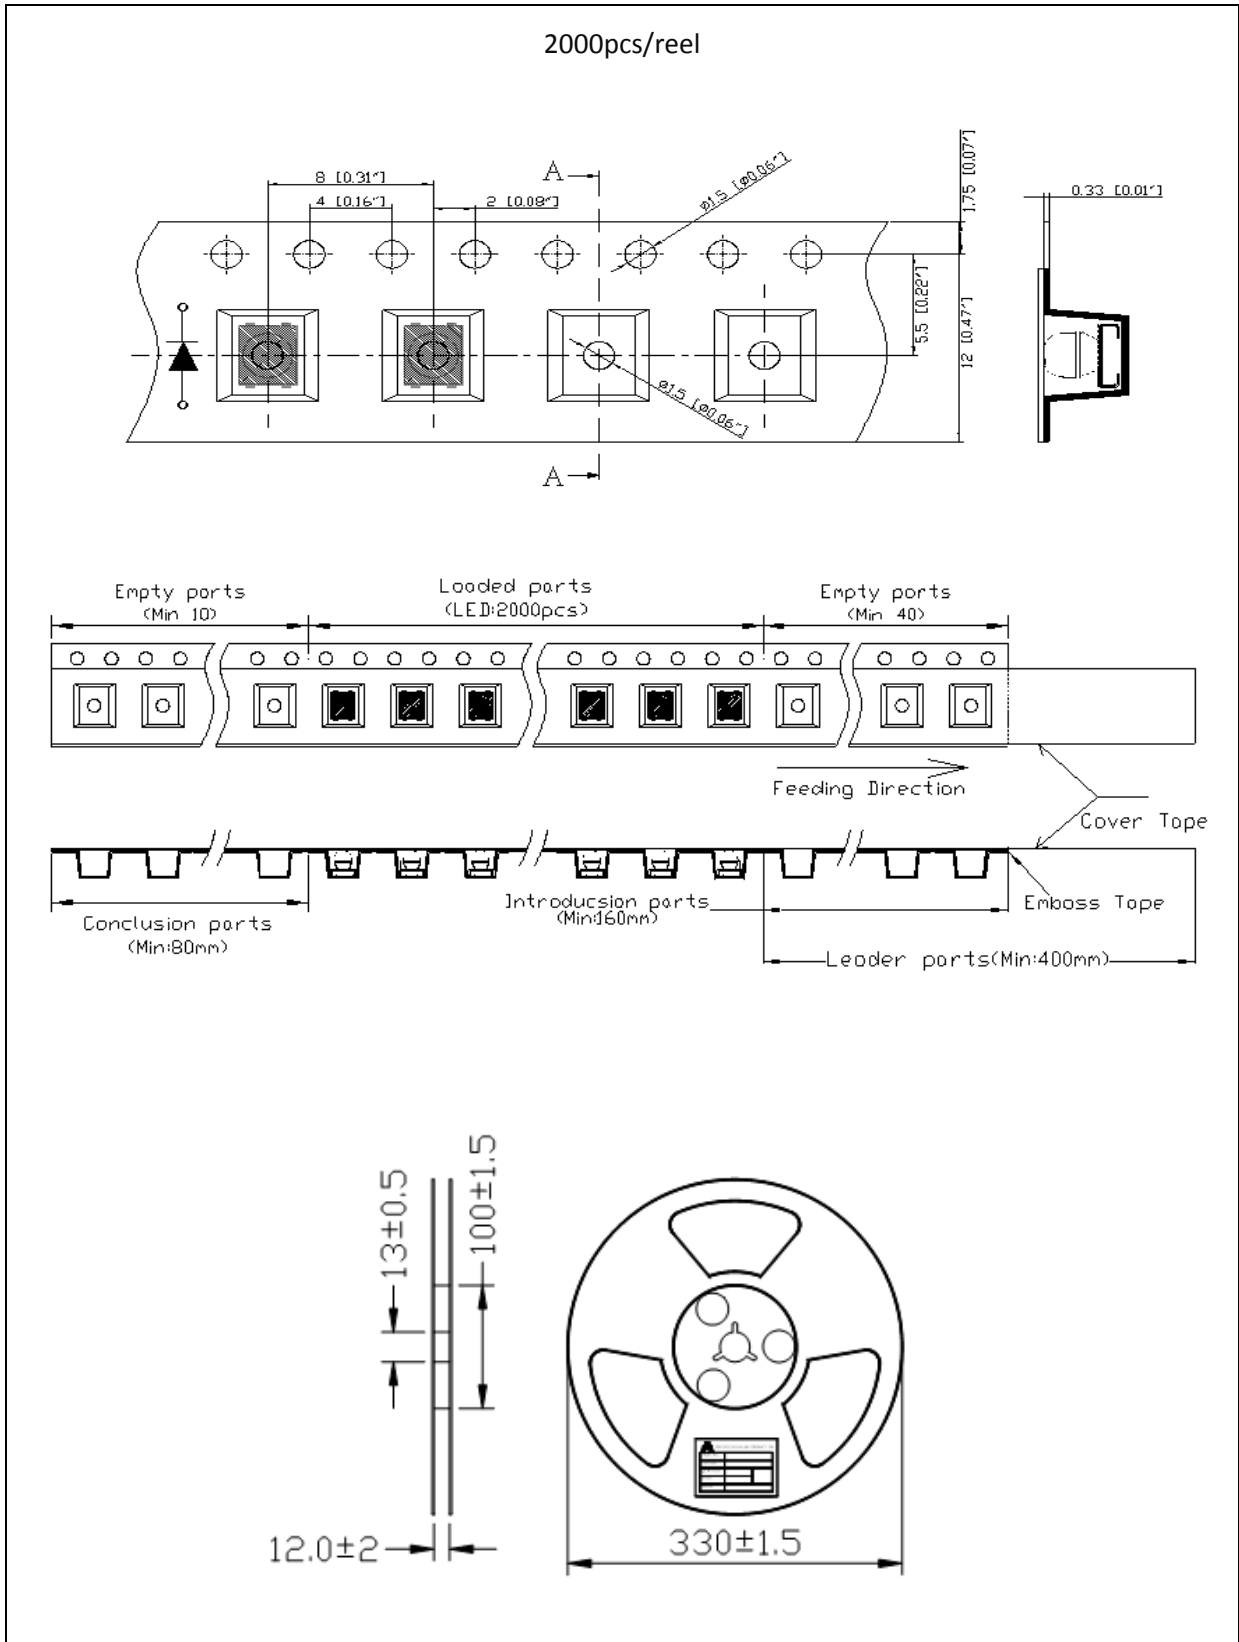 2000pcs/reel
8 [0.31"]
4 [0.16"]
2 [0.08"]
A
ø1.5 [ø0.06"]
1.75 [0.07"]
0.33 [0.01"]
5.5 [0.22"]
12 [0.47"]
ø1.5 [ø0.06"]
A
Empty parts
(Min 10)
Loaded parts
(LED:2000pcs)
Empty parts
(Min 40)
Feeding Direction
Cover Tape
Conclusion parts
(Min:80mm)
Introducsion parts
(Min:160mm)
Emboss Tape
Leader parts(Min:400mm)
13±0.5
100±1.5
12.0±2
330±1.5